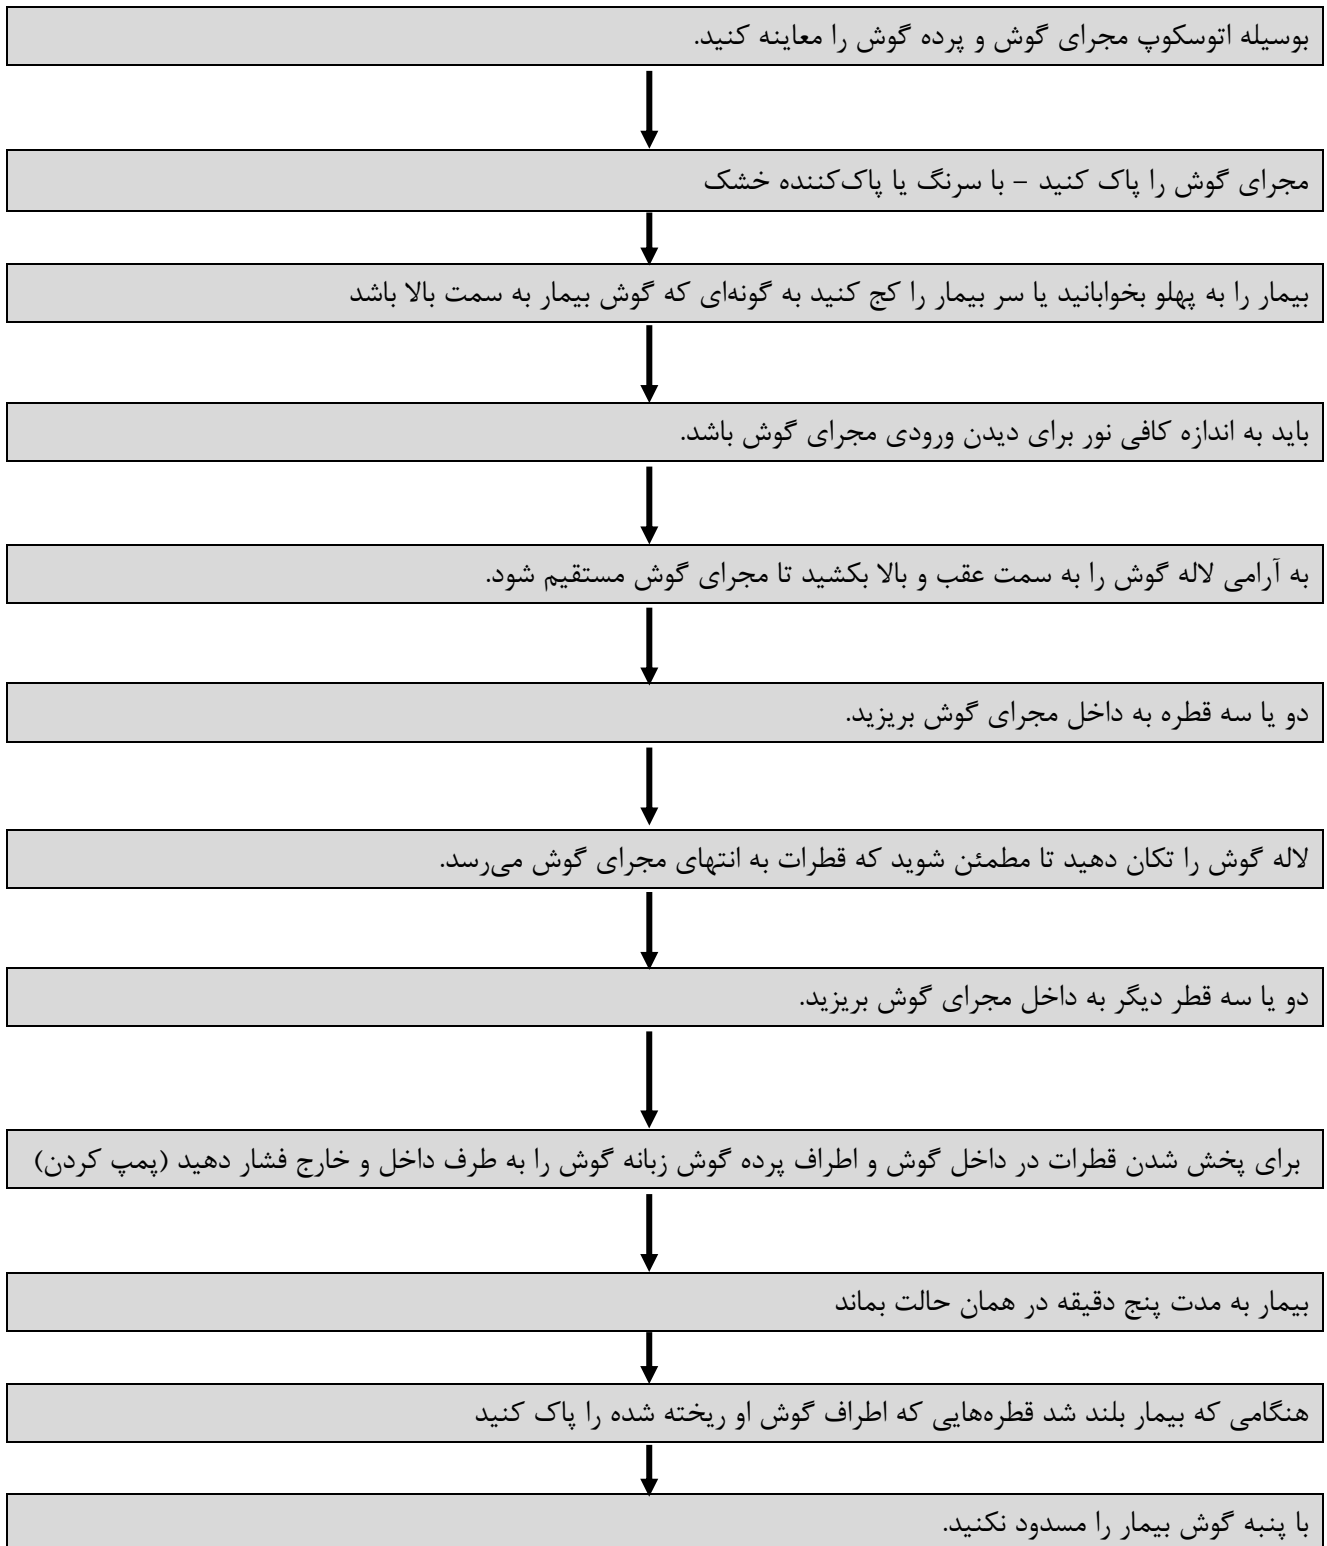 بوسیله اتوسکوپ مجرای گوش و پرده گوش را معاینه کنید.
مجرای گوش را پاک کنید – با سرنگ یا پاک‌کننده خشک
بیمار را به پهلو بخوابانید یا سر بیمار را کج کنید به گونه‌ای که گوش بیمار به سمت بالا باشد
باید به اندازه کافی نور برای دیدن ورودی مجرای گوش باشد.
به آرامی لاله گوش را به سمت عقب و بالا بکشید تا مجرای گوش مستقیم شود.
دو یا سه قطره به داخل مجرای گوش بریزید.
لاله گوش را تکان دهید تا مطمئن شوید که قطرات به انتهای مجرای گوش می‌رسد.
دو یا سه قطر دیگر به داخل مجرای گوش بریزید.
برای پخش شدن قطرات در داخل گوش و اطراف پرده گوش زبانه گوش را به طرف داخل و خارج فشار دهید (پمپ کردن)
بیمار به مدت پنج دقیقه در همان حالت بماند
هنگامی که بیمار بلند شد قطره‌هایی که اطراف گوش او ریخته شده را پاک کنید
با پنبه گوش بیمار را مسدود نکنید.